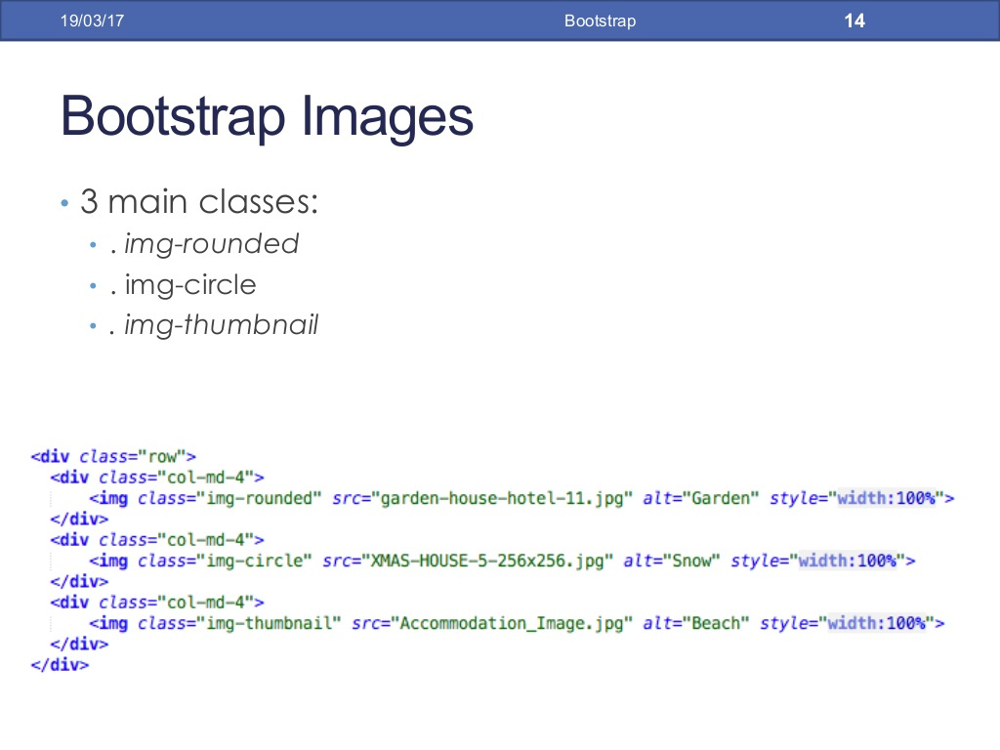 19/03/17 Bootstrap 14
Bootstrap Images
• 3 main classes:
• . img-rounded
• . img-circle
• . img-thumbnail
<div class="row">
<div class="col-md-4">
<img class="img-rounded" src="garden-house-hotel-11.jpg" alt="Garden" style="width:100%">
</div>
<div class="col-md-4">
<img class="img-circle" src="XMAS-HOUSE-5-256x256.jpg" alt="Snow" style="width:100%">
</div>
<div class="col-md-4">
<img class="img-thumbnail" src="Accommodation_Image.jpg" alt="Beach" style="width:100%">
</div>
</div>